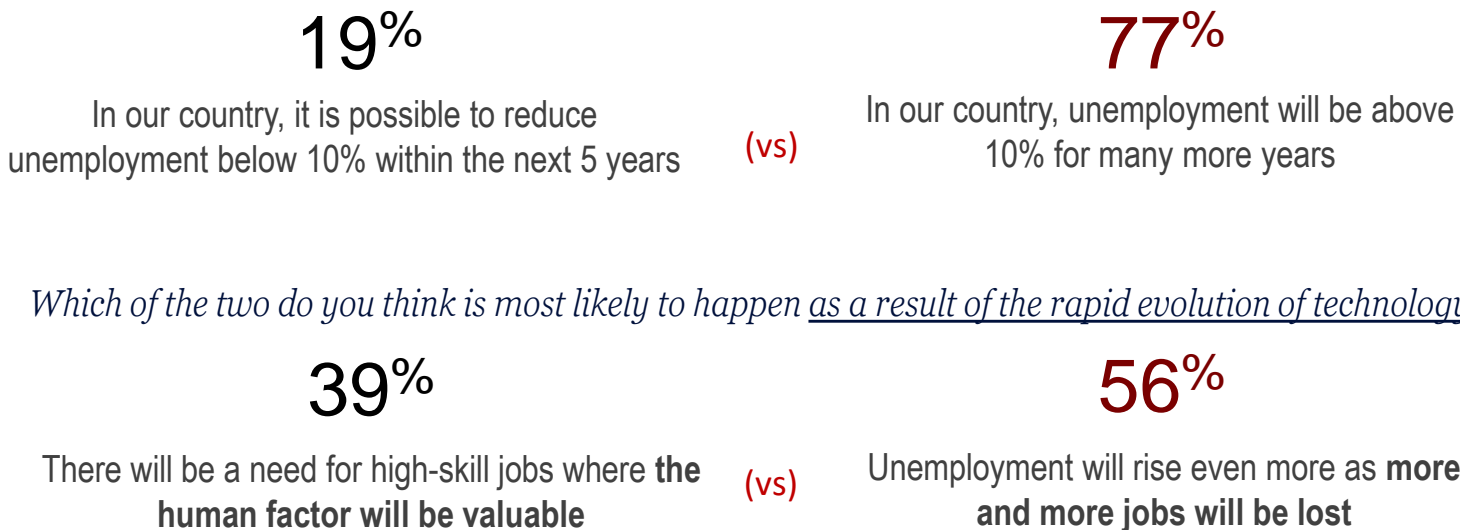 19%
77%
In our country, it is possible to reduce
unemployment below 10% within the next 5 years
(vs)
In our country, unemployment will be above
10% for many more years
Which of the two do you think is most likely to happen as a result of the rapid evolution of technology
39%
56%
There will be a need for high-skill jobs where the
human factor will be valuable
(vs)
Unemployment will rise even more as more
and more jobs will be lost